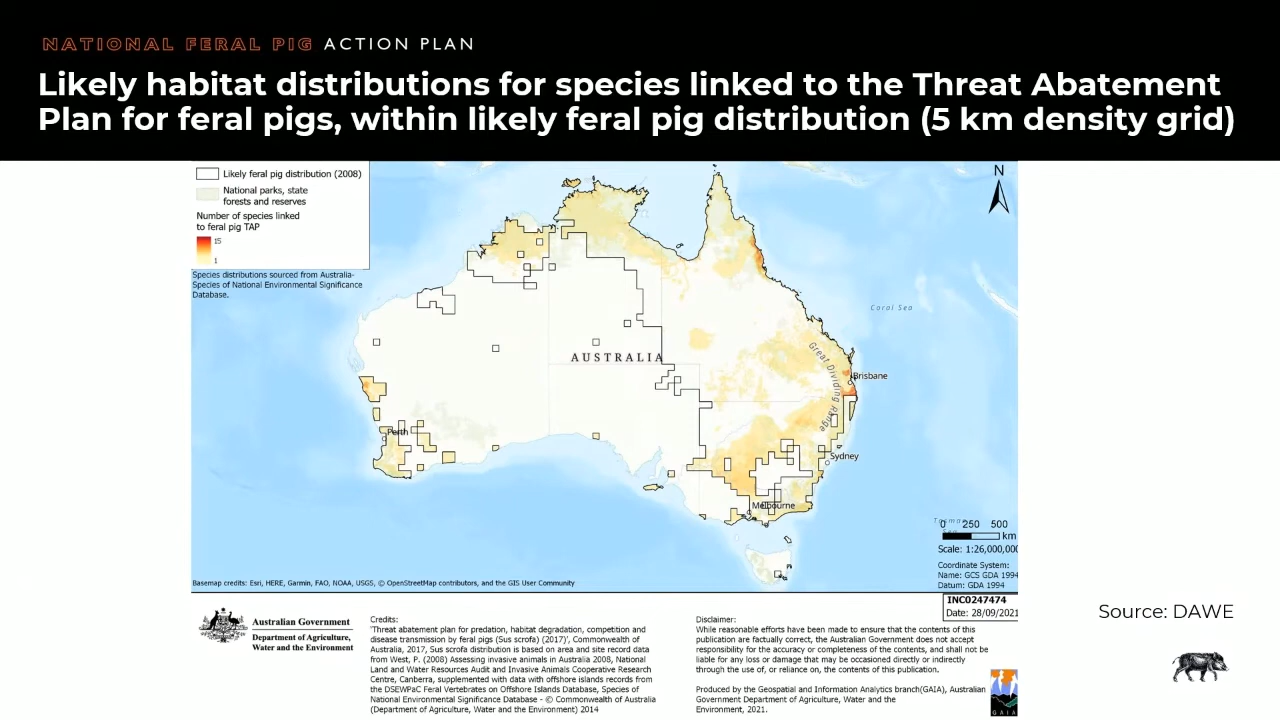 NATIONAL FERAL PIG ACTION PLAN
Likely habitat distributions for species linked to the Threat Abatement
Plan for feral pigs, within likely feral pig distribution (5 km density grid)
Likely feral pig distribution (2008)
National parks, state
forests and reserves
Number of species linked
to feral pig TAP
15
1
Species distributions sourced from Australia-
Species of National Environmental Significance
Database.
N
Coral Sea
AUSTRALIA
Great Dividing Range
Brisbane
Perth
Sydney
Melbourne
0 250 500
km
Scale: 1:26,000,000
Coordinate System:
Name: GCS GDA 1994
Datum: GDA 1994
Basemap credits: Esri, HERE, Garmin, FAO, NOAA, USGS, © OpenStreetMap contributors, and the GIS User Community
INC0247474
Date: 28/09/2021
Australian Government
Department of Agriculture,
Water and the Environment
Credits:
'Threat abatement plan for predation, habitat degradation, competition and
disease transmission by feral pigs (Sus scrofa) (2017)', Commonwealth of
Australia, 2017, Sus scrofa distribution is based on area and site record data
from West, P. (2008) Assessing invasive animals in Australia 2008, National
Land and Water Resources Audit and Invasive Animals Cooperative Research
Centre, Canberra, supplemented with data with offshore islands records from
the DSEWPaC Feral Vertebrates on Offshore Islands Database, Species of
National Environmental Significance Database - © Commonwealth of Australia
(Department of Agriculture, Water and the Environment) 2014
Disclaimer:
While reasonable efforts have been made to ensure that the contents of this
publication are factually correct, the Australian Government does not accept
responsibility for the accuracy or completeness of the contents, and shall not be
liable for any loss or damage that may be occasioned directly or indirectly
through the use of, or reliance on, the contents of this publication.
Produced by the Geospatial and Information Analytics branch(GAIA), Australian
Government Department of Agriculture, Water and the
Environment, 2021.
GAIA
Source: DAWE